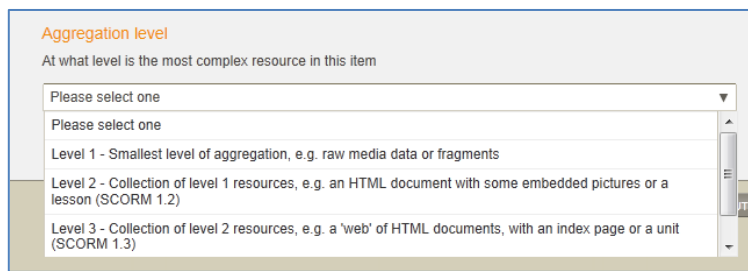 Aggregation level
At what level is the most complex resource in this item
Please select one
Please select one
Level 1 - Smallest level of aggregation, e.g. raw media data or fragments
Level 2 - Collection of level 1 resources, e.g. an HTML document with some embedded pictures or a
lesson (SCORM 1.2)
Level 3 - Collection of level 2 resources, e.g. a 'web' of HTML documents, with an index page or a unit
(SCORM 1.3)